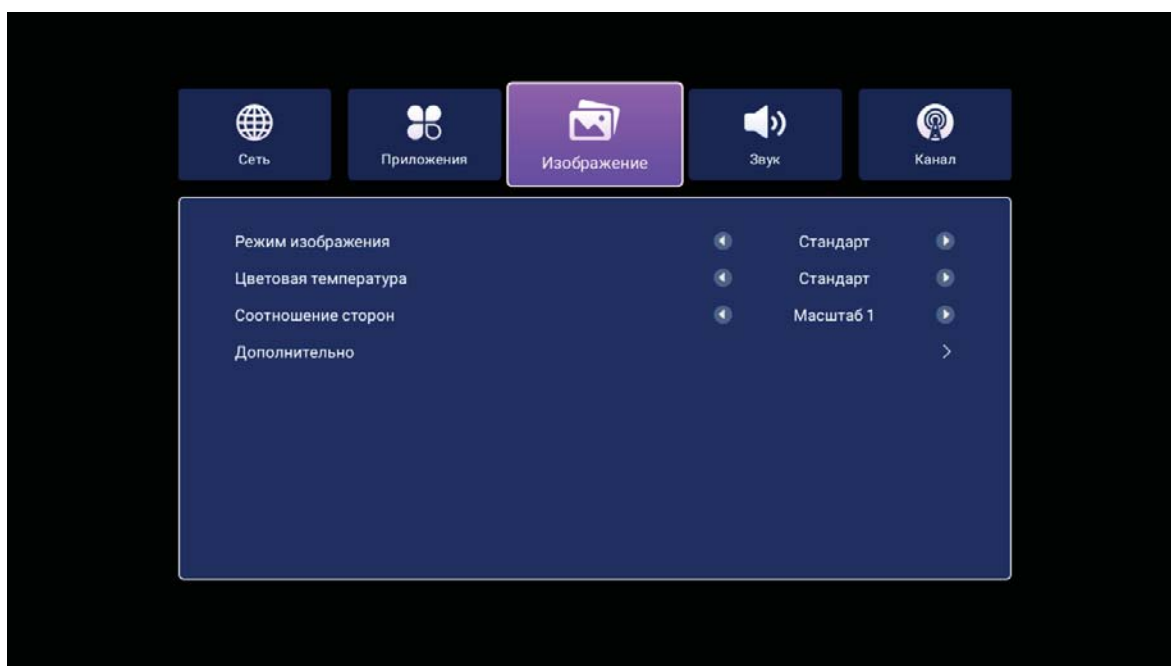 Сеть
Приложения
Изображение
Звук
Канал
Режим изображения Стандарт
Цветовая температура Стандарт
Соотношение сторон Масштаб 1
Дополнительно